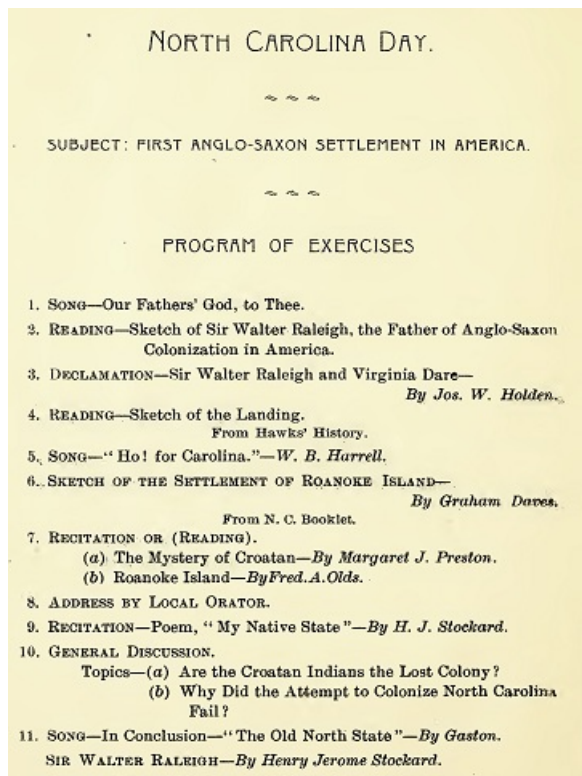 NORTH CAROLINA DAY.
SUBJECT: FIRST ANGLO-SAXON SETTLEMENT IN AMERICA.
PROGRAM OF EXERCISES
1. SONG—Our Fathers' God, to Thee.
2. READING—Sketch of Sir Walter Raleigh, the Father of Anglo-Saxon
Colonization in America.
3. DECLAMATION—Sir Walter Raleigh and Virginia Dare—
By Jos. W. Holden.
4. READING—Sketch of the Landing.
From Hawks' History.
5. SONG—"Ho! for Carolina."—W. B. Harrell.
6. SKETCH OF THE SETTLEMENT OF ROANOKE ISLAND—
By Graham Daves.
From N. C. Booklet.
7. RECITATION OR (READING).
(a) The Mystery of Croatan—By Margaret J. Preston.
(b) Roanoke Island—By Fred. A. Olds.
8. ADDRESS BY LOCAL ORATOR.
9. RECITATION—Poem, "My Native State"—By H. J. Stockard.
10. GENERAL DISCUSSION.
Topics—(a) Are the Croatan Indians the Lost Colony?
(b) Why Did the Attempt to Colonize North Carolina
Fail?
11. SONG—In Conclusion—"The Old North State"—By Gaston.
SIR WALTER RALEIGH—By Henry Jerome Stockard.